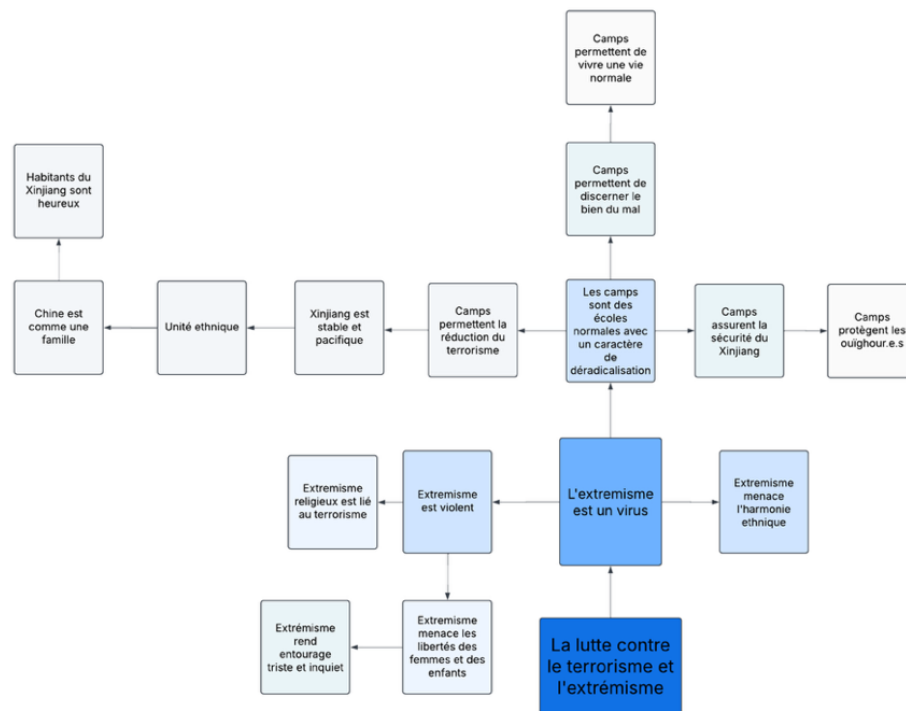 Camps
permettent de
vivre une vie
normale
Habitants du
Xinjiang sont
heureux
Camps
permettent de
discerner le
bien du mal
Chine est
comme une
famille
Unité ethnique
Xinjiang est
stable et
pacifique
Camps
permettent la
réduction du
terrorisme
Les camps
sont des
écoles
normales avec
un caractère
de
déradicalisation
Camps
assurent la
sécurité du
Xinjiang
Camps
protègent les
ouïghour.e.s
Extremisme
religieux est lié
au terrorisme
Extremisme
est violent
L'extremisme
est un virus
Extremisme
menace
l'harmonie
ethnique
Extrémisme
rend
entourage
triste et inquiet
Extremisme
menace les
libertés des
femmes et des
enfants
La lutte contre
le terrorisme et
l'extrémisme